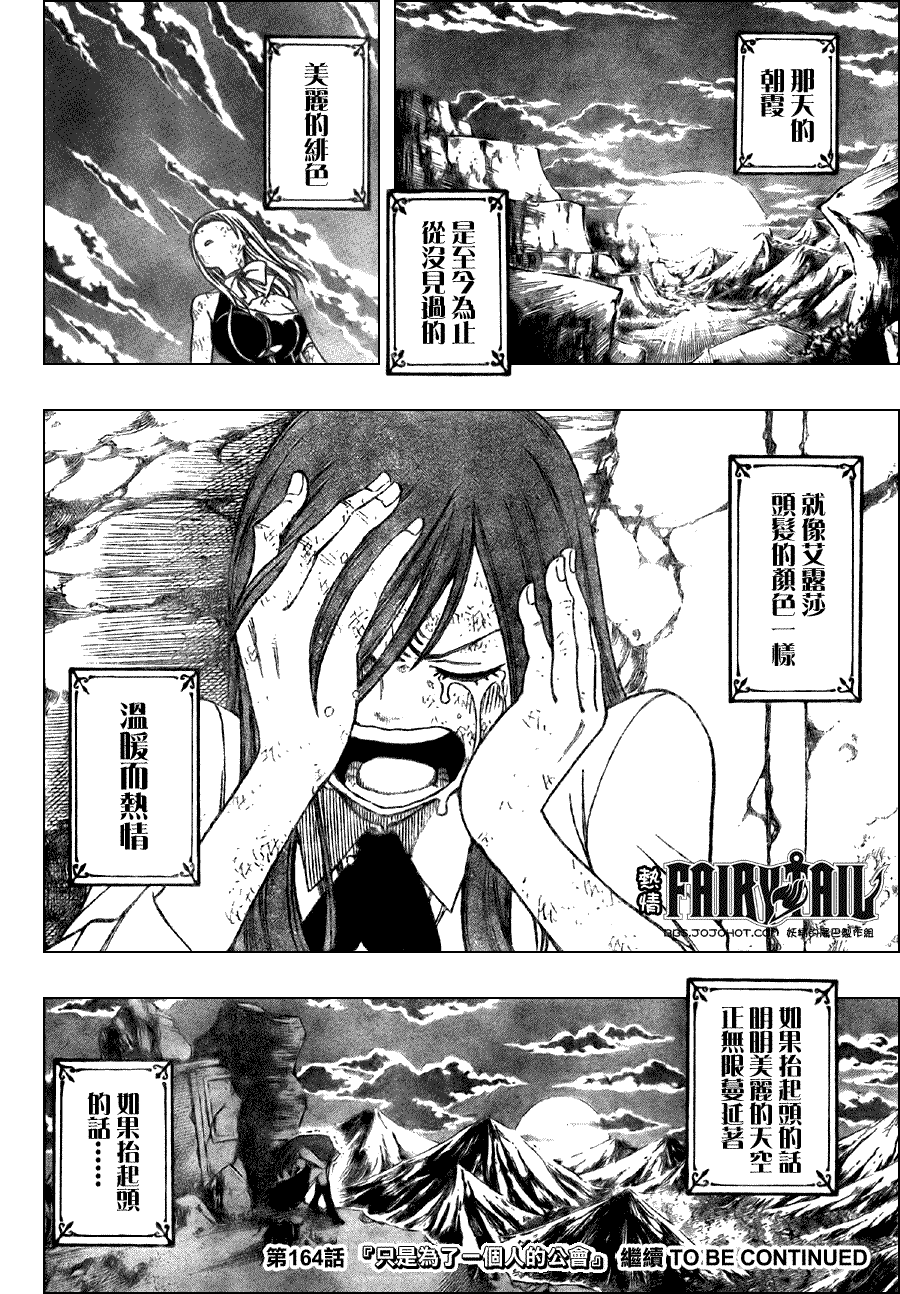 那天的
朝霞
是至今為止
從沒見過的
美麗的緋色
就像艾露莎
頭髮的顏色一樣
溫暖而熱情
熱情
FAIRY TAIL
BBS.JOJOHOT.COM 妖精的尾巴製作組
如果抬起頭的話
明明美麗的天空
正無限蔓延著
如果抬起頭
的話……
第164話 『只是為了一個人的公會』 繼續 TO BE CONTINUED